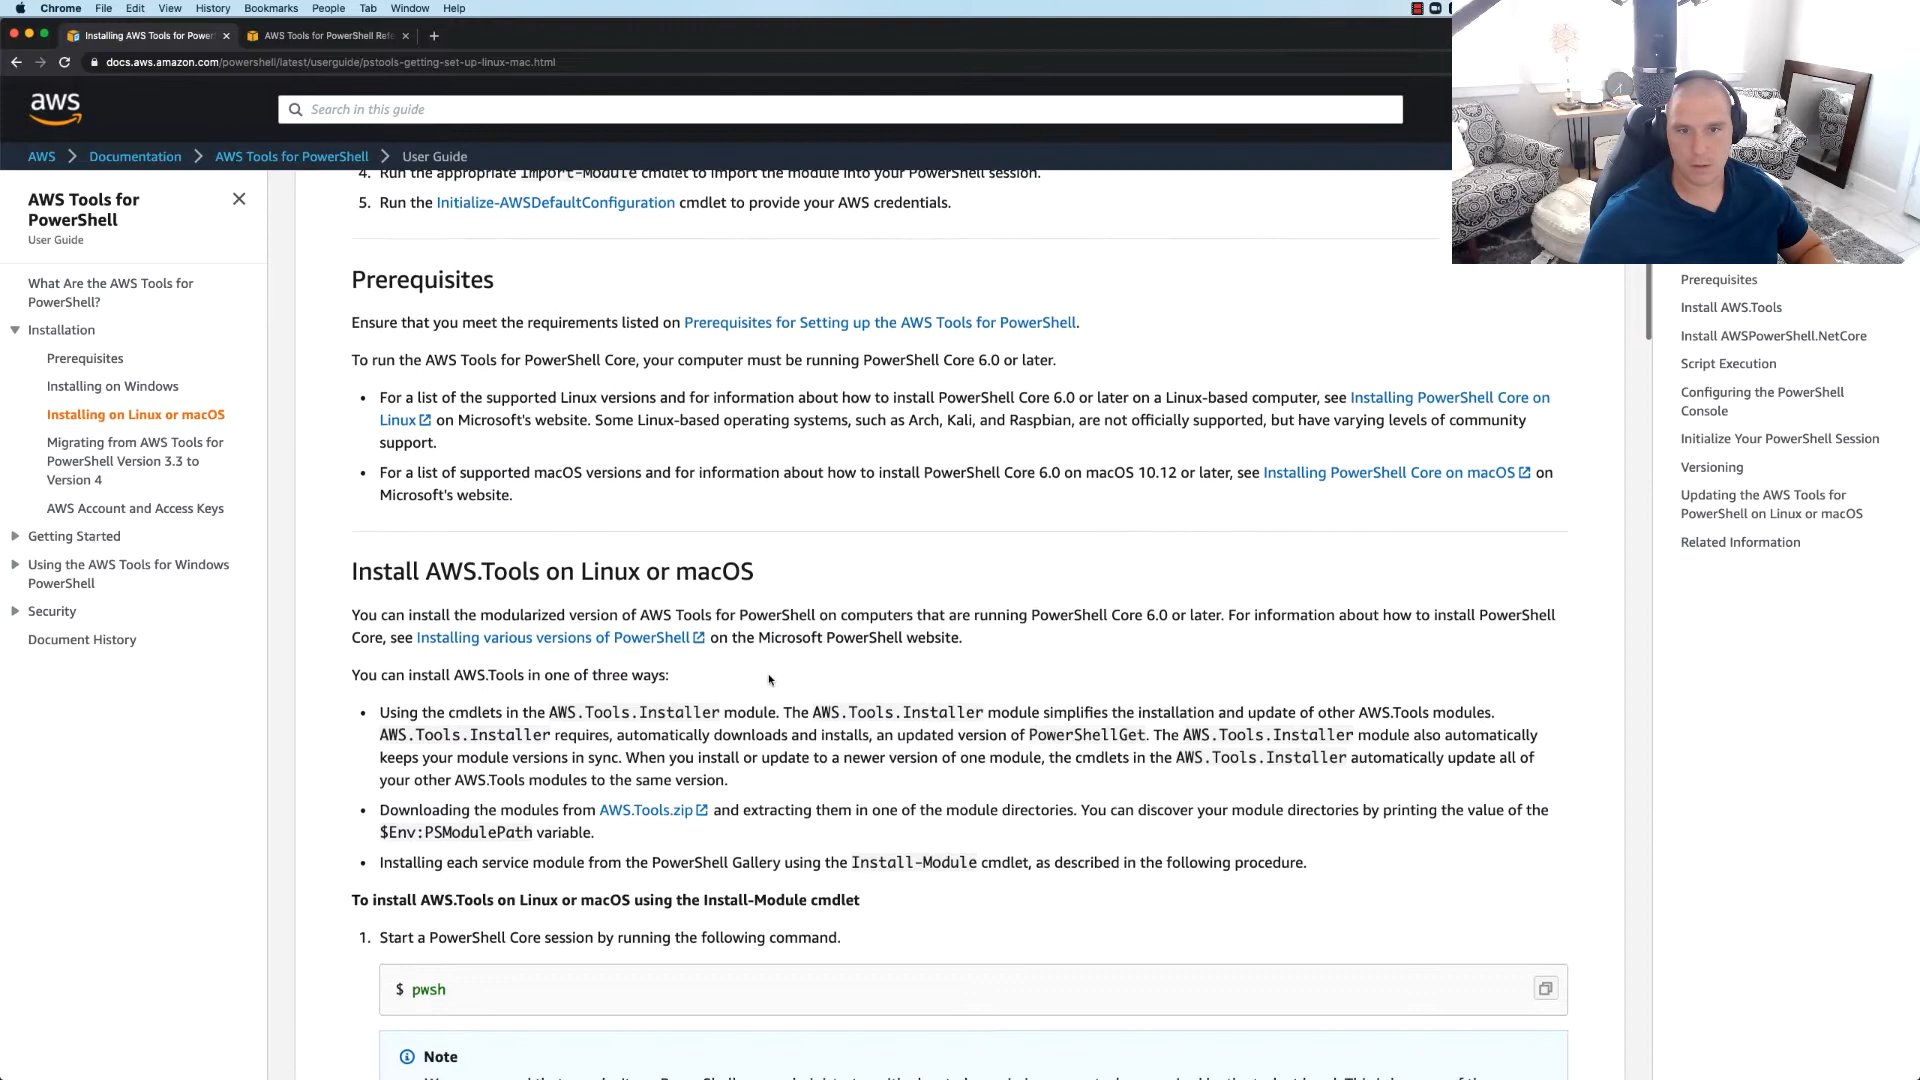 Chrome File Edit View History Bookmarks People Tab Window Help
Installing AWS Tools for Power
AWS Tools for PowerShell Refe
docs.aws.amazon.com/powershell/latest/userguide/pstools-getting-set-up-linux-mac.html
aws
Search in this guide
AWS > Documentation > AWS Tools for PowerShell > User Guide
AWS Tools for
PowerShell
User Guide
What Are the AWS Tools for
PowerShell?
Installation
Prerequisites
Installing on Windows
Installing on Linux or macOS
Migrating from AWS Tools for
PowerShell Version 3.3 to
Version 4
AWS Account and Access Keys
Getting Started
Using the AWS Tools for Windows
PowerShell
Security
Document History
4. Run the appropriate Import-Module cmdlet to import the module into your PowerShell session.
5. Run the Initialize-AWSDefaultConfiguration cmdlet to provide your AWS credentials.
Prerequisites
Ensure that you meet the requirements listed on Prerequisites for Setting up the AWS Tools for PowerShell.
To run the AWS Tools for PowerShell Core, your computer must be running PowerShell Core 6.0 or later.
• For a list of the supported Linux versions and for information about how to install PowerShell Core 6.0 or later on a Linux-based computer, see Installing PowerShell Core on
Linux on Microsoft's website. Some Linux-based operating systems, such as Arch, Kali, and Raspbian, are not officially supported, but have varying levels of community
support.
• For a list of supported macOS versions and for information about how to install PowerShell Core 6.0 on macOS 10.12 or later, see Installing PowerShell Core on macOS on
Microsoft's website.
Install AWS.Tools on Linux or macOS
You can install the modularized version of AWS Tools for PowerShell on computers that are running PowerShell Core 6.0 or later. For information about how to install PowerShell
Core, see Installing various versions of PowerShell on the Microsoft PowerShell website.
You can install AWS.Tools in one of three ways:
• Using the cmdlets in the AWS.Tools.Installer module. The AWS.Tools.Installer module simplifies the installation and update of other AWS.Tools modules.
AWS.Tools.Installer requires, automatically downloads and installs, an updated version of PowerShellGet. The AWS.Tools.Installer module also automatically
keeps your module versions in sync. When you install or update to a newer version of one module, the cmdlets in the AWS.Tools.Installer automatically update all of
your other AWS.Tools modules to the same version.
• Downloading the modules from AWS.Tools.zip and extracting them in one of the module directories. You can discover your module directories by printing the value of the
$Env:PSModulePath variable.
• Installing each service module from the PowerShell Gallery using the Install-Module cmdlet, as described in the following procedure.
To install AWS.Tools on Linux or macOS using the Install-Module cmdlet
1. Start a PowerShell Core session by running the following command.
$ pwsh
Note
Prerequisites
Install AWS.Tools
Install AWSPowerShell.NetCore
Script Execution
Configuring the PowerShell
Console
Initialize Your PowerShell Session
Versioning
Updating the AWS Tools for
PowerShell on Linux or macOS
Related Information